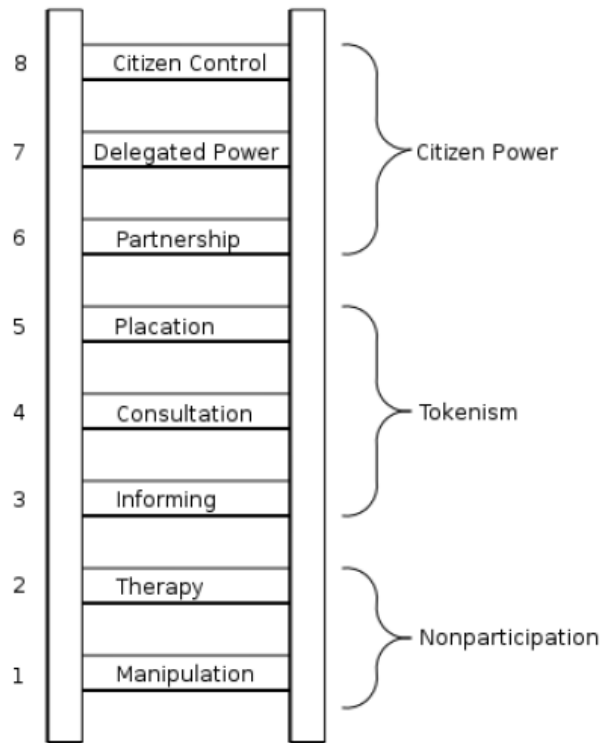 8 Citizen Control
7 Delegated Power
Citizen Power
6 Partnership
5 Placation
4 Consultation
Tokenism
3 Informing
2 Therapy
Nonparticipation
1 Manipulation